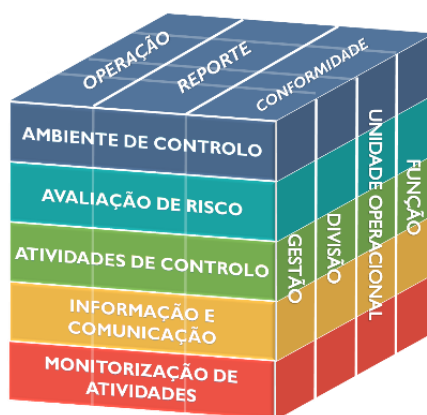 OPERAÇÃO
REPORTE
CONFORMIDADE
AMBIENTE DE CONTROLO
AVALIAÇÃO DE RISCO
ATIVIDADES DE CONTROLO
INFORMAÇÃO E
COMUNICAÇÃO
MONITORIZAÇÃO DE
ATIVIDADES
GESTÃO
DIVISÃO
UNIDADE OPERACIONAL
FUNÇÃO